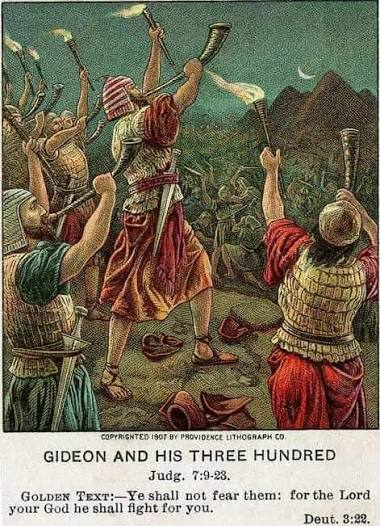 COPYRIGHTED 1907 BY PROVIDENCE LITHOGRAPH CO.
GIDEON AND HIS THREE HUNDRED
Judg. 7:9-23.
GOLDEN TEXT:—Ye shall not fear them: for the Lord
your God he shall fight for you.
Deut. 3:22.